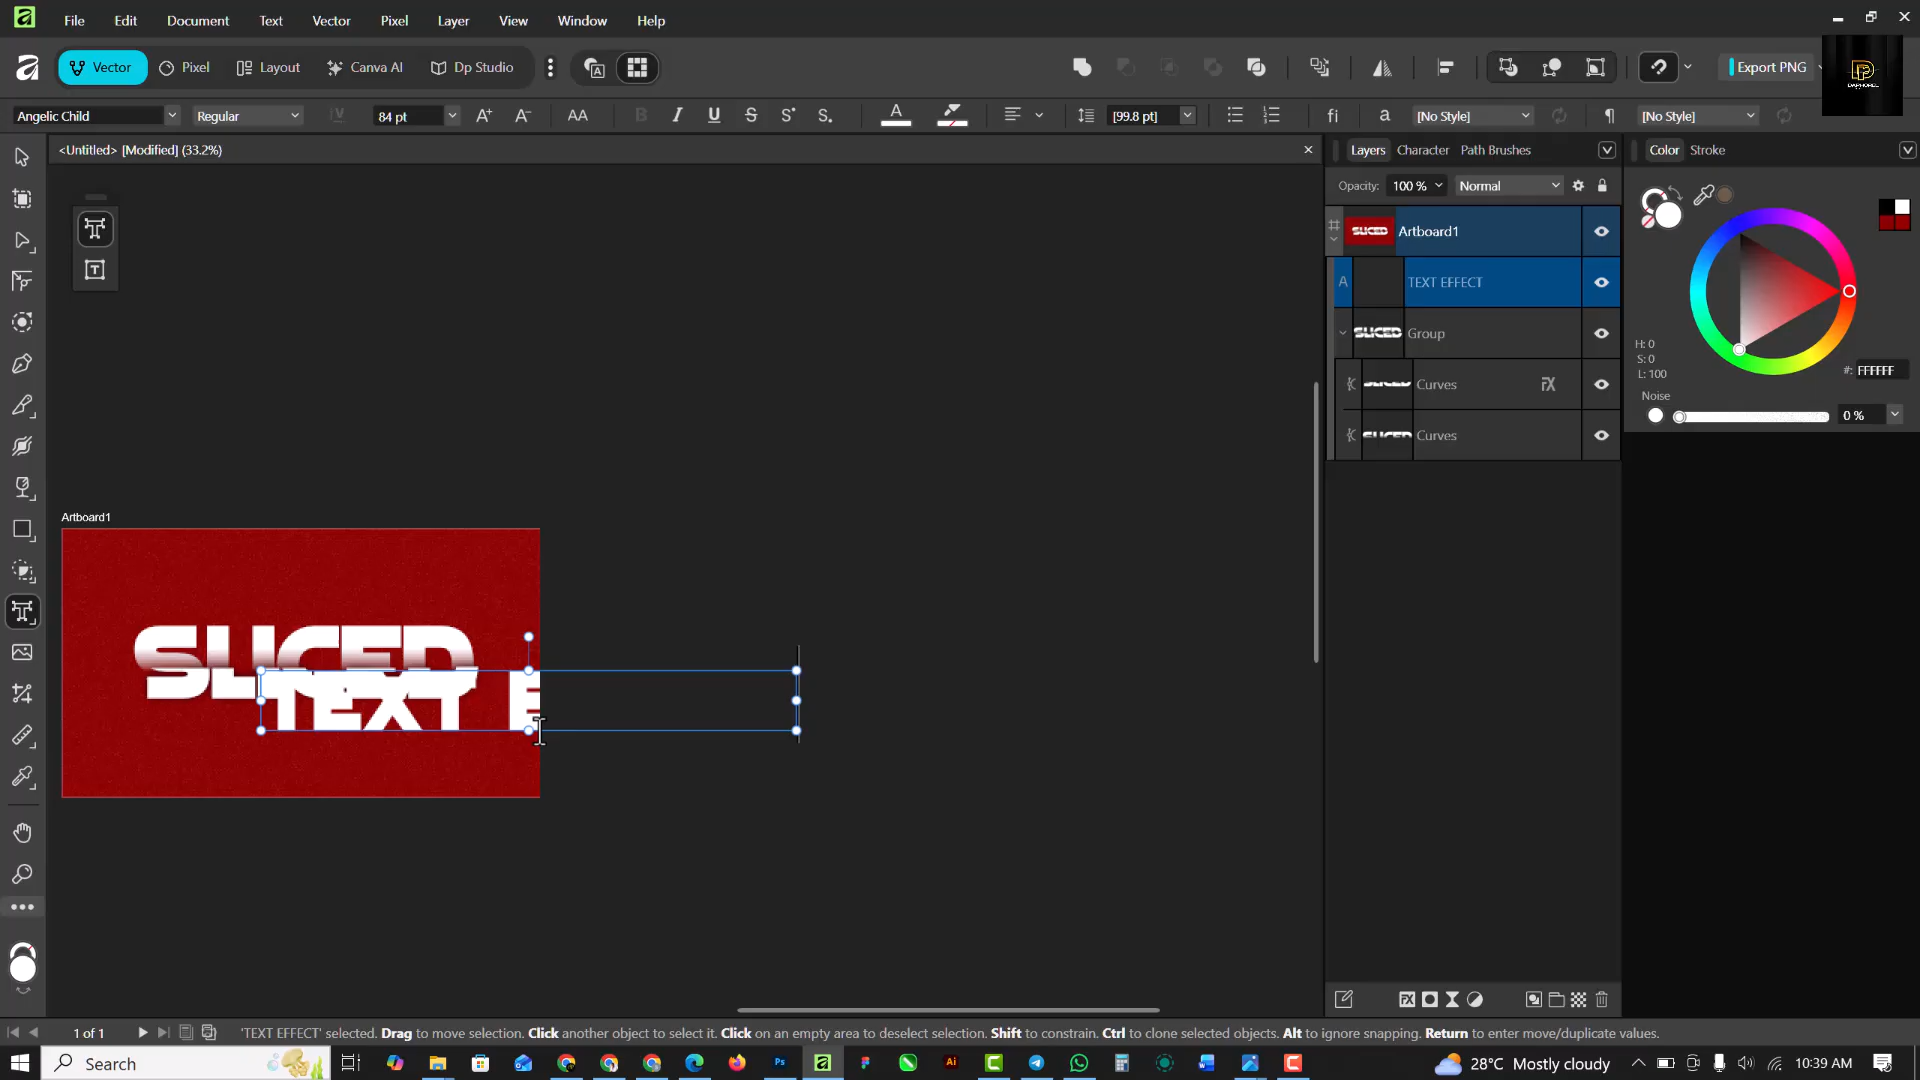 File Edit Document Text Vector Pixel Layer View Window Help
Vector Pixel Layout Canva AI Dp Studio Export PNG
Angelic Child Regular 84 pt AA [99.8 pt] fi a [No Style] [No Style]
<Untitled> [Modified] (33.2%)
Layers Character Path Brushes
Color Stroke
Opacity: 100 % Normal
Artboard1
TEXT EFFECT
Group
Curves FX
Curves
H: 0
S: 0
L: 100
#: FFFFFF
Noise
0 %
Artboard1
SLICED
TEXT E
1 of 1 'TEXT EFFECT' selected. Drag to move selection. Click another object to select it. Click on an empty area to deselect selection. Shift to constrain. Ctrl to clone selected objects. Alt to ignore snapping. Return to enter move/duplicate values.
Search 28°C Mostly cloudy 10:39 AM